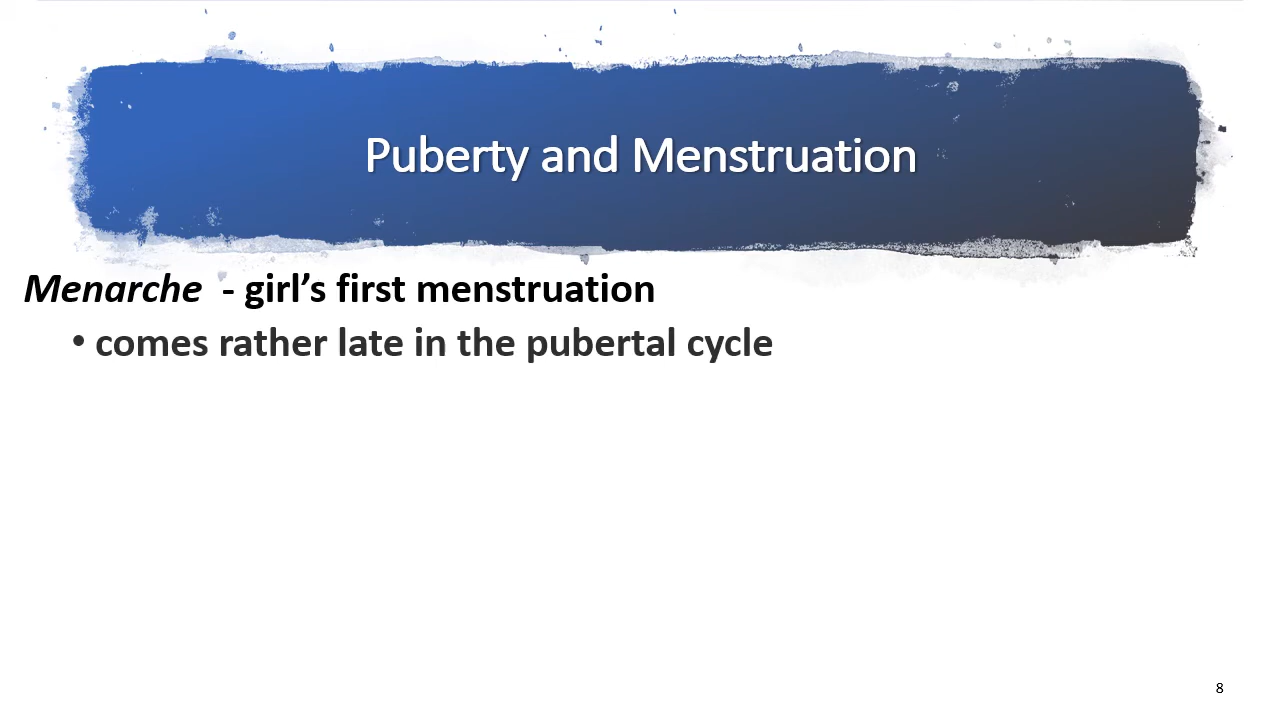 Puberty and Menstruation
Menarche - girl’s first menstruation
• comes rather late in the pubertal cycle
8